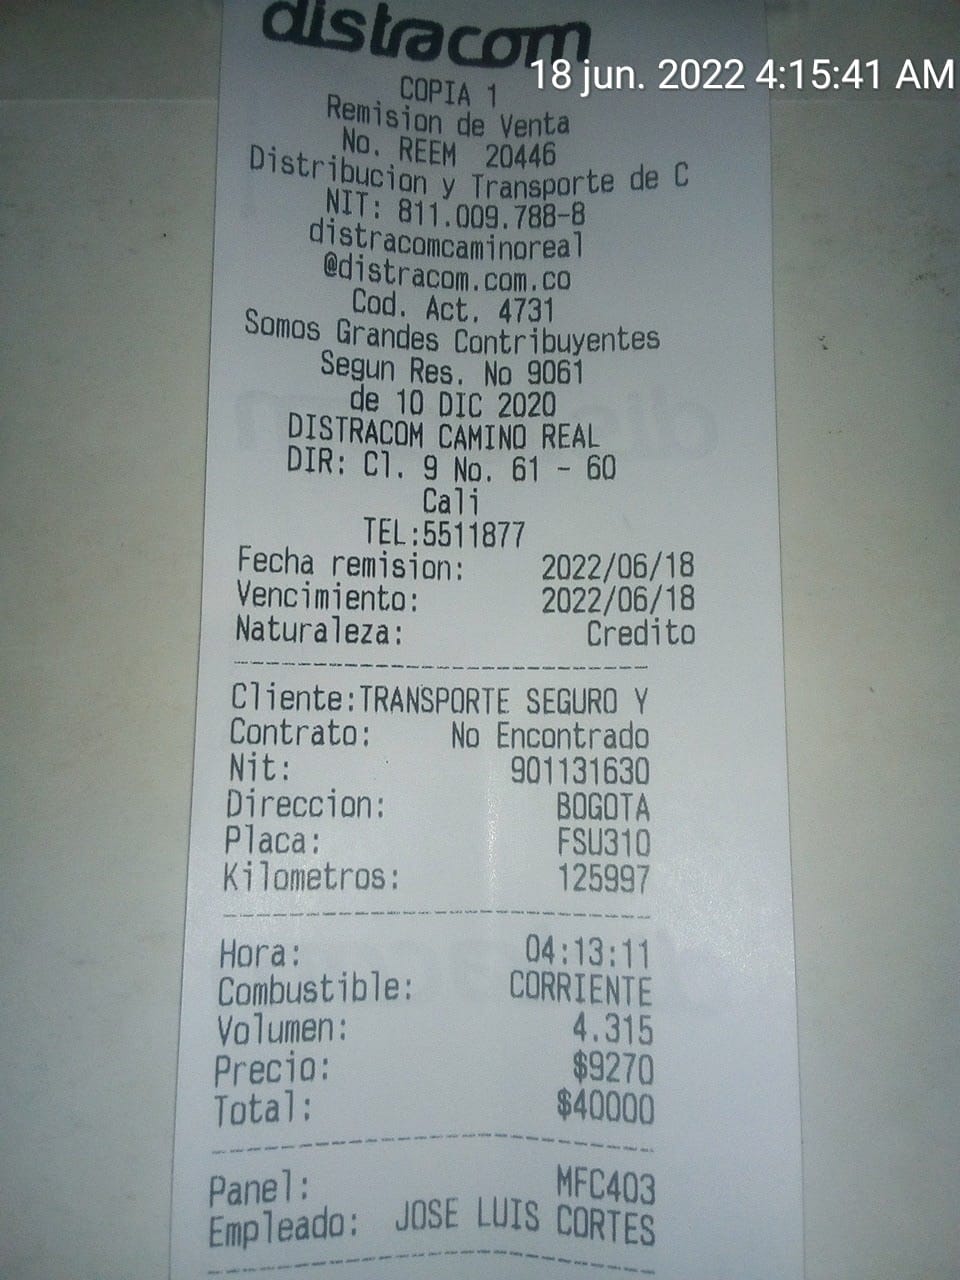 distracom
18 jun. 2022 4:15:41 AM
COPIA 1
Remision de Venta
No. REEM 20446
Distribucion y Transporte de C
NIT: 811.009.788-8
distracomcaminoreal
@distracom.com.co
Cod. Act. 4731
Somos Grandes Contribuyentes
Segun Res. No 9061
de 10 DIC 2020
DISTRACOM CAMINO REAL
DIR: Cl. 9 No. 61 - 60
Cali
TEL:5511877
Fecha remision: 2022/06/18
Vencimiento: 2022/06/18
Naturaleza: Credito
Cliente:TRANSPORTE SEGURO Y
Contrato: No Encontrado
Nit: 901131630
Direccion: BOGOTA
Placa: FSU310
Kilometros: 125997
Hora: 04:13:11
Combustible: CORRIENTE
Volumen: 4.315
Precio: $9270
Total: $40000
Panel: MFC403
Empleado: JOSE LUIS CORTES